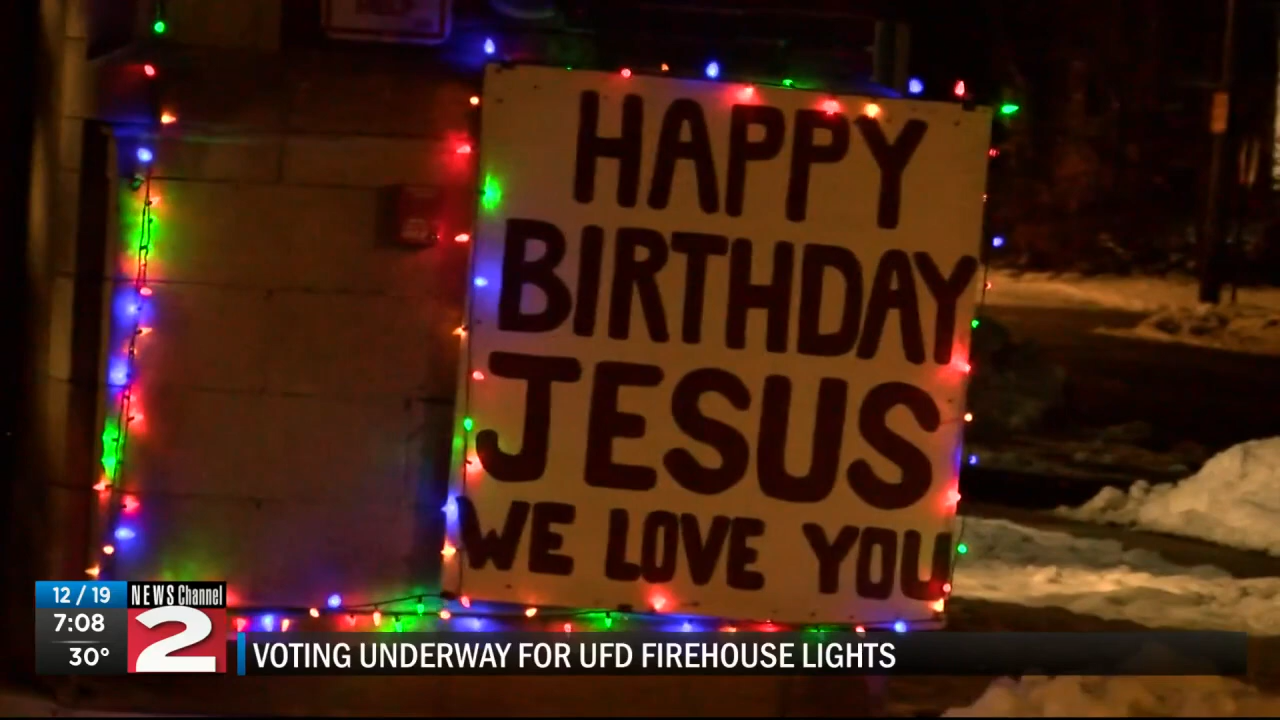 HAPPY
BIRTHDAY
JESUS
WE LOVE YOU
12 / 19
7:08
30°
NEWS Channel
2
VOTING UNDERWAY FOR UFD FIREHOUSE LIGHTS